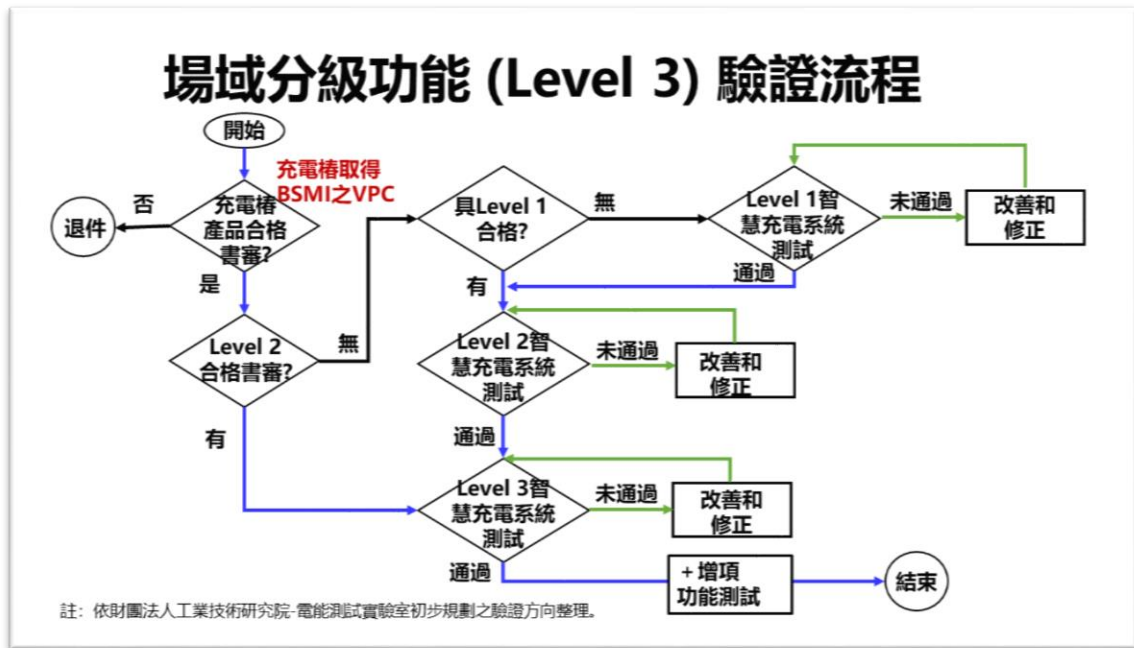 場域分級功能 (Level 3) 驗證流程
開始
充電樁取得
BSMI之VPC
否
退件
充電樁
產品合格
書審?
是
Level 2
合格書審?
無
有
具Level 1
合格?
無
有
Level 1智
慧充電系統
測試
未通過
改善和
修正
通過
Level 2智
慧充電系統
測試
未通過
改善和
修正
通過
Level 3智
慧充電系統
測試
未通過
改善和
修正
通過
+增項
功能測試
結束
註：依財團法人工業技術研究院-電能測試實驗室初步規劃之驗證方向整理。